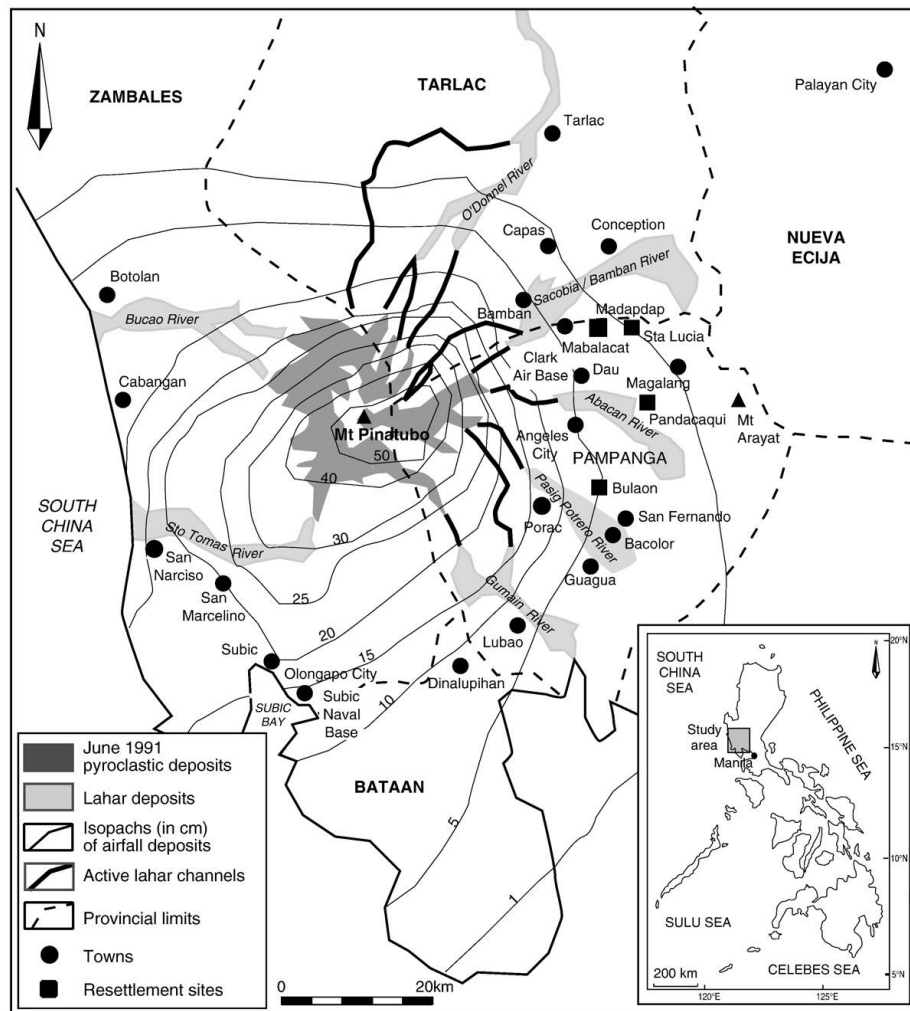 N
ZAMBALES
TARLAC
Palayan City
Tarlac
O'Donnel River
NUEVA
ECIJA
Capas
Conception
Botolan
Bucao River
Sacobia / Bamban River
Bamban
Madapdap
Mabalacat
Sta Lucia
Clark
Air Base
Dau
Magalang
Cabangan
Abacan River
Pandacaqui
Mt
Arayat
Mt Pinatubo
Angeles
City
PAMPANGA
50
40
Bulaon
SOUTH
CHINA
SEA
Sto Tomas River
30
Porac
Pasig Potrero River
San Fernando
Bacolor
San
Narciso
Guagua
San
Marcelino
25
Gumain River
20
Lubao
Subic
15
Olongapo City
Dinalupihan
10
SUBIC
BAY
Subic
Naval
Base
BATAAN
5
1
June 1991
pyroclastic deposits
Lahar deposits
Isopachs (in cm)
of airfall deposits
Active lahar channels
Provincial limits
Towns
Resettlement sites
0
20km
20°N
N
SOUTH
CHINA
SEA
PHILIPPINE SEA
Study
area
15°N
Manila
10°N
SULU SEA
CELEBES SEA
200 km
5°N
120°E
125°E